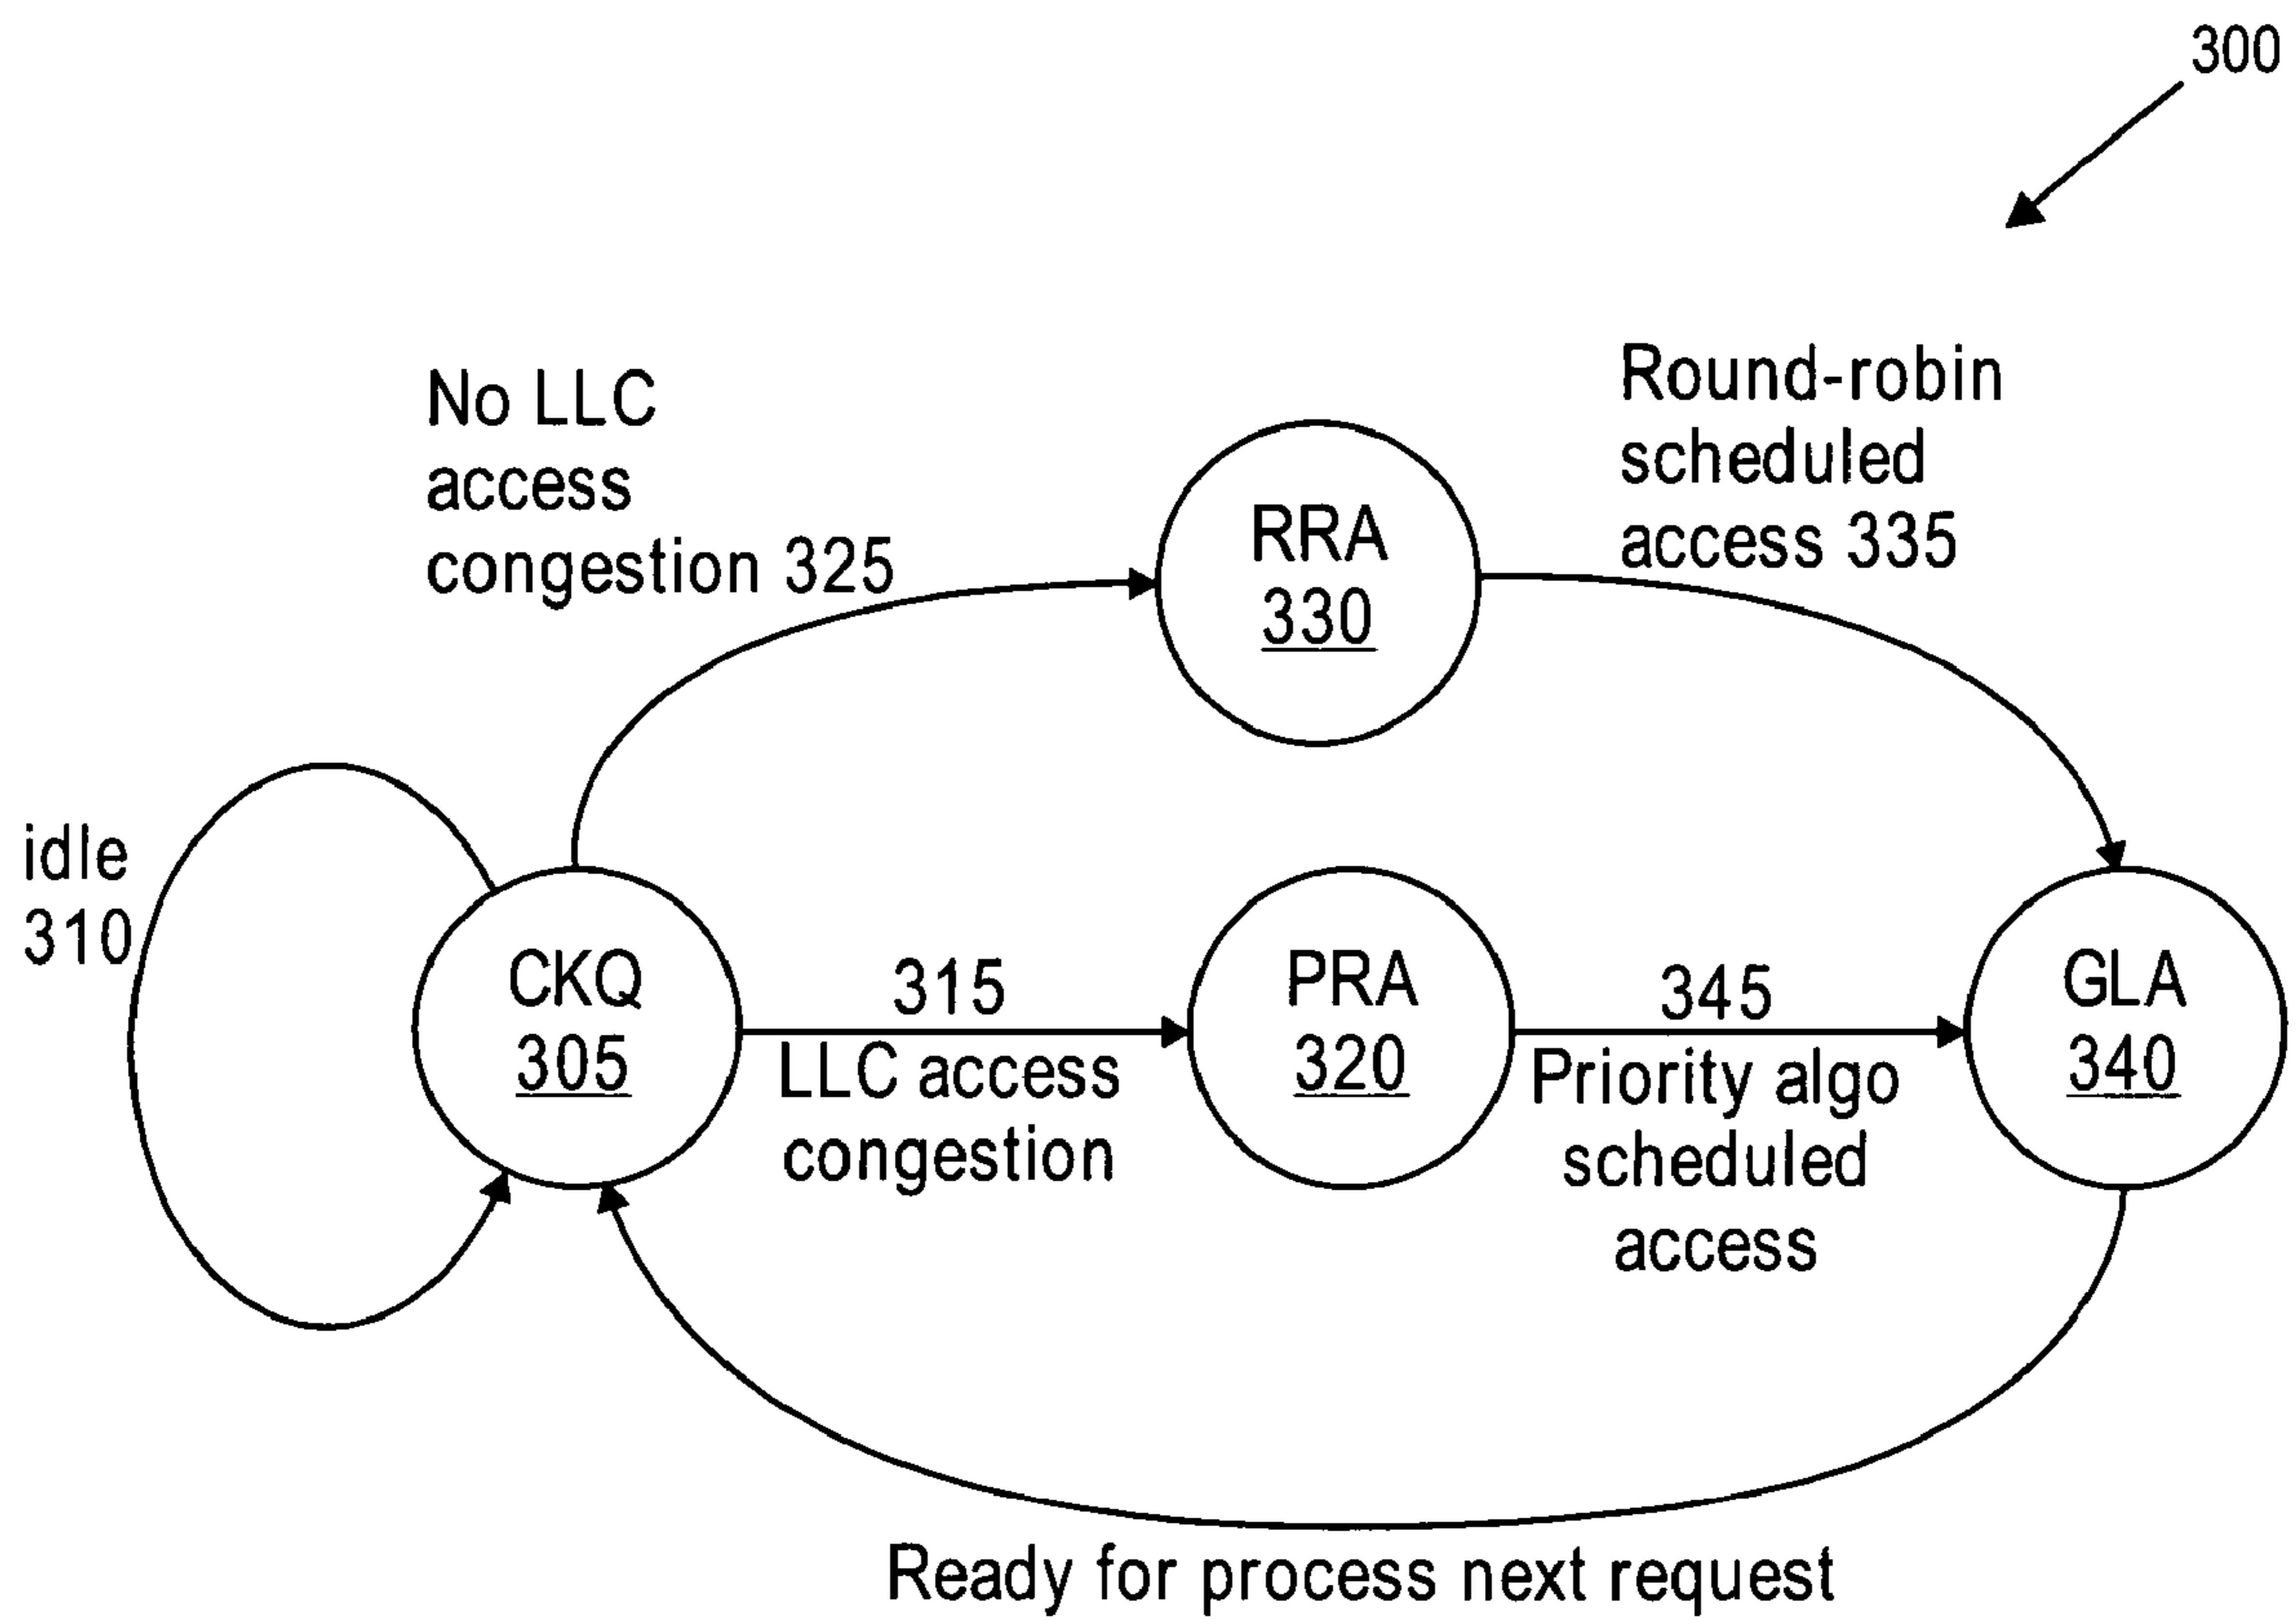 300
No LLC
access
congestion 325
Round-robin
scheduled
access 335
RRA
330
idle
310
CKQ
305
315
LLC access
congestion
PRA
320
345
Priority algo
scheduled
access
GLA
340
Ready for process next request